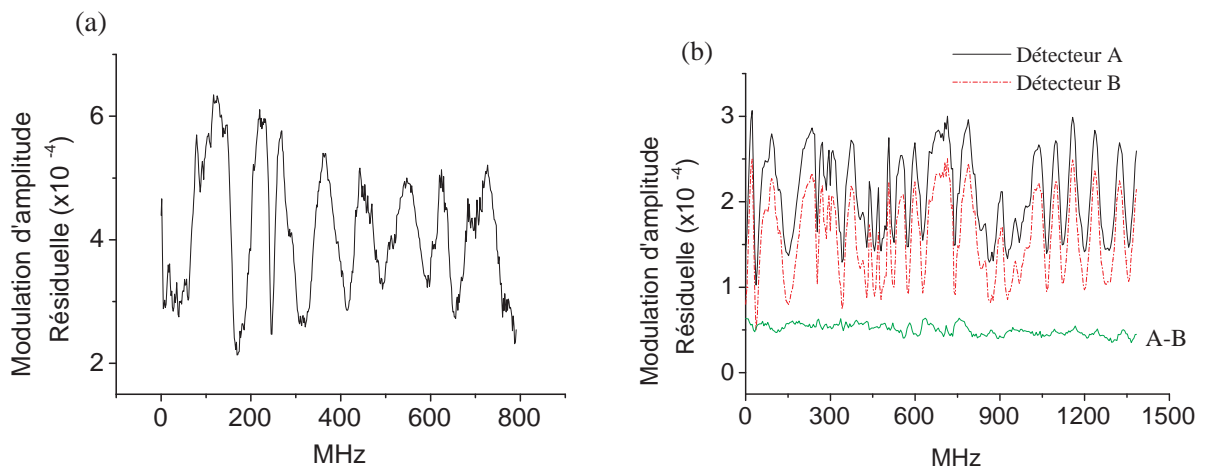 (a)
Modulation d'amplitude
Résiduelle (x10 -4)
6
4
2
0 200 400 600 800
MHz
(b)
Détecteur A
Détecteur B
Modulation d'amplitude
Résiduelle (x10 -4)
3
2
1
0
A-B
0 300 600 900 1200 1500
MHz